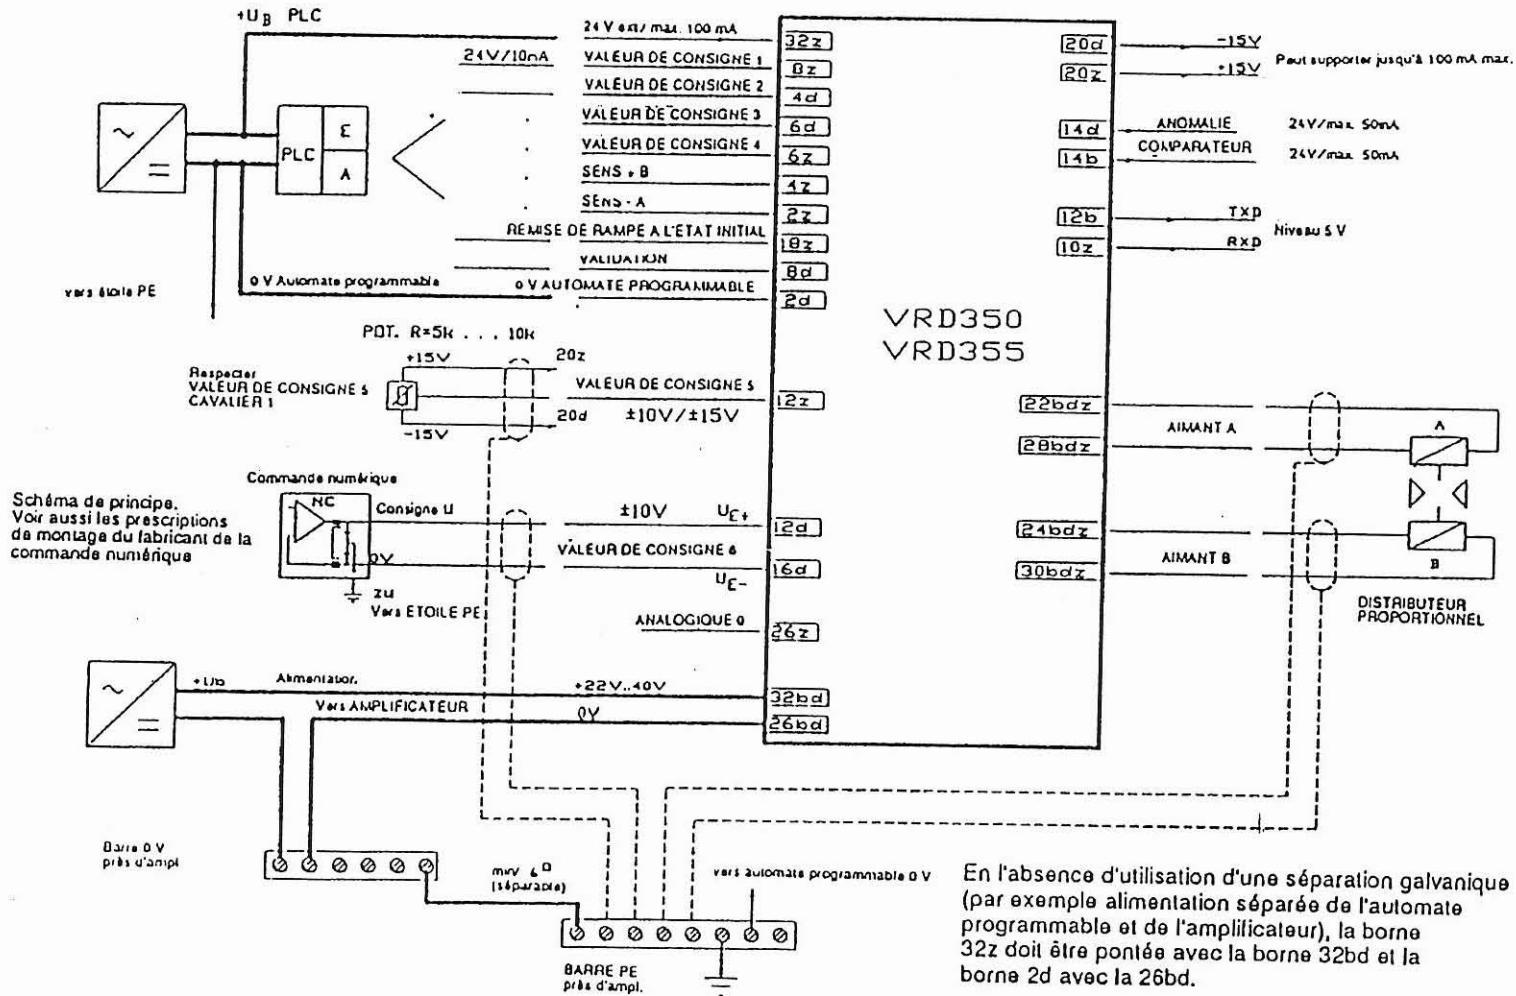 +UB PLC
24V ext/ max. 100 mA
32z
24V/10mA
VALEUR DE CONSIGNE 1
8z
VALEUR DE CONSIGNE 2
4d
VALEUR DE CONSIGNE 3
6d
VALEUR DE CONSIGNE 4
6z
SENS + B
4z
SENS - A
2z
REMISE DE RAMPE A L'ETAT INITIAL
18z
VALIDATION
8d
0 V Automate programmable
0 V AUTOMATE PROGRAMMABLE
2d
PLC
E
A
vers étoile PE
20d
-15V
20z
+15V
Peut supporter jusqu'à 100 mA max.
14d
ANOMALIE
24V/max. 50mA
14b
COMPARATEUR
24V/max. 50mA
12b
TXD
10z
RXD
Niveau 5 V
VRD350
VRD355
POT. R=5k . . . 10k
+15V
20z
Respecter
VALEUR DE CONSIGNE 5
CAVALIER 1
VALEUR DE CONSIGNE 5
12z
-15V
20d
±10V/±15V
22bdz
AIMANT A
28bdz
A
24bdz
AIMANT B
30bdz
B
DISTRIBUTEUR
PROPORTIONNEL
Schéma de principe.
Voir aussi les prescriptions
de montage du fabricant de la
commande numérique
Commande numérique
NC
Consigne U
±10V
UE+
12d
VALEUR DE CONSIGNE 6
0V
UE-
16d
zu
Vers ETOILE PE
ANALOGIQUE 0
26z
+Ub
Alimentation
+22V..40V
32bd
Vers AMPLIFICATEUR
0V
26bd
Barre 0 V
près d'ampl
min/ 6□
(séparable)
vers automate programmable 0 V
BARRE PE
près d'ampl.
En l'absence d'utilisation d'une séparation galvanique
(par exemple alimentation séparée de l'automate
programmable et de l'amplificateur), la borne
32z doit être pontée avec la borne 32bd et la
borne 2d avec la 26bd.